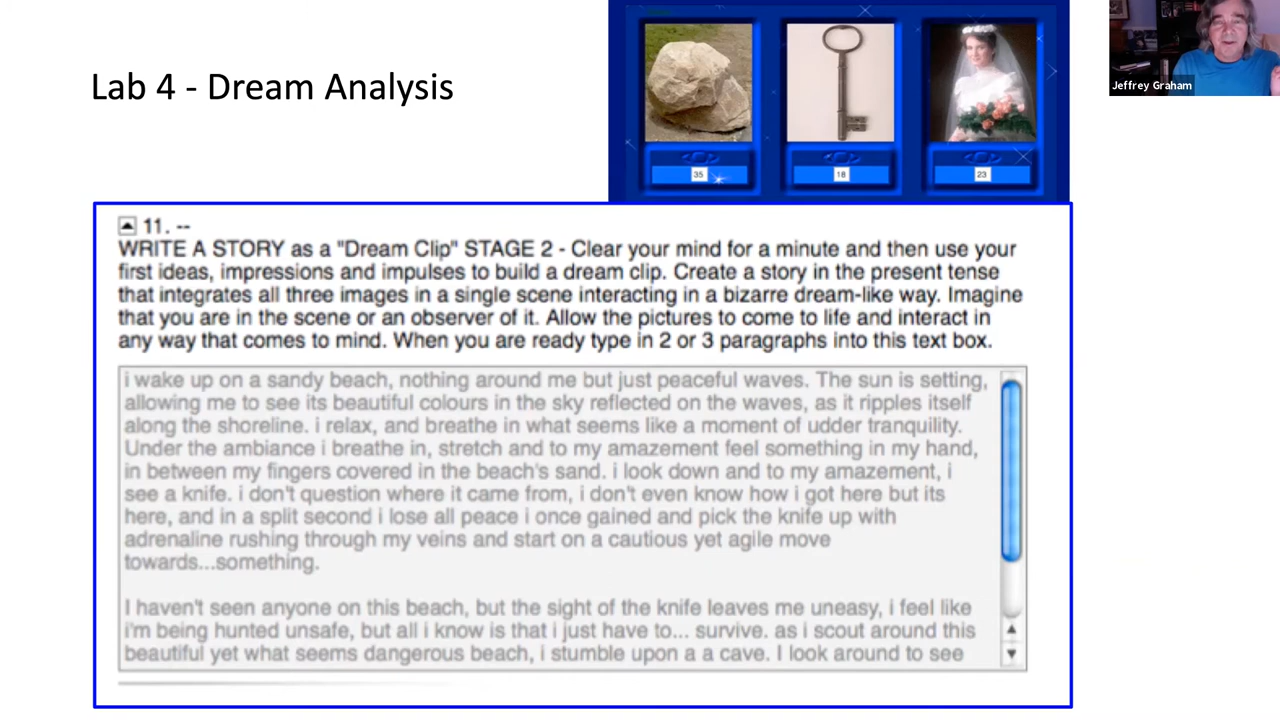 Lab 4 - Dream Analysis
35
18
23
Jeffrey Graham
11. --
WRITE A STORY as a "Dream Clip" STAGE 2 - Clear your mind for a minute and then use your
first ideas, impressions and impulses to build a dream clip. Create a story in the present tense
that integrates all three images in a single scene interacting in a bizarre dream-like way. Imagine
that you are in the scene or an observer of it. Allow the pictures to come to life and interact in
any way that comes to mind. When you are ready type in 2 or 3 paragraphs into this text box.
i wake up on a sandy beach, nothing around me but just peaceful waves. The sun is setting,
allowing me to see its beautiful colours in the sky reflected on the waves, as it ripples itself
along the shoreline. i relax, and breathe in what seems like a moment of udder tranquility.
Under the ambiance i breathe in, stretch and to my amazement feel something in my hand,
in between my fingers covered in the beach's sand. i look down and to my amazement, i
see a knife. i don't question where it came from, i don't even know how i got here but its
here, and in a split second i lose all peace i once gained and pick the knife up with
adrenaline rushing through my veins and start on a cautious yet agile move
towards...something.
I haven't seen anyone on this beach, but the sight of the knife leaves me uneasy, i feel like
i'm being hunted unsafe, but all i know is that i just have to... survive. as i scout around this
beautiful yet what seems dangerous beach, i stumble upon a a cave. I look around to see